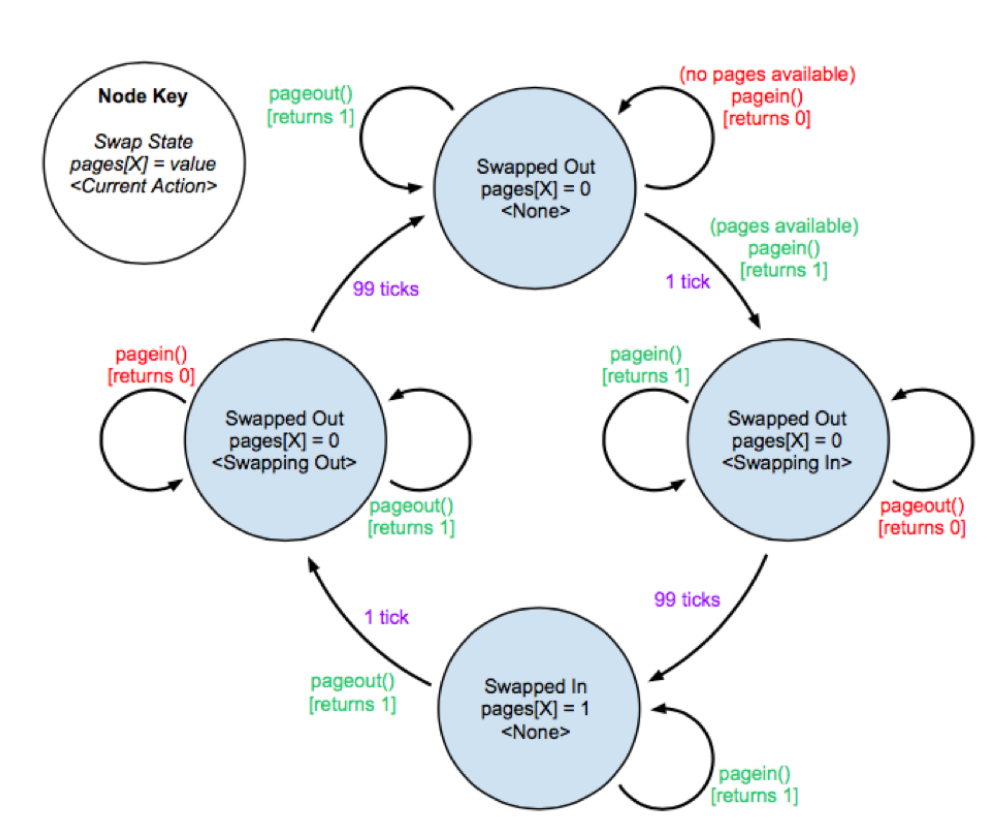 Node Key
Swap State
pages[X] = value
<Current Action>
pageout()
[returns 1]
(no pages available)
pagein()
[returns 0]
Swapped Out
pages[X] = 0
<None>
(pages available)
pagein()
[returns 1]
99 ticks
1 tick
pagein()
[returns 0]
Swapped Out
pages[X] = 0
<Swapping Out>
pageout()
[returns 1]
pagein()
[returns 1]
Swapped Out
pages[X] = 0
<Swapping In>
pageout()
[returns 0]
1 tick
99 ticks
pageout()
[returns 1]
Swapped In
pages[X] = 1
<None>
pagein()
[returns 1]